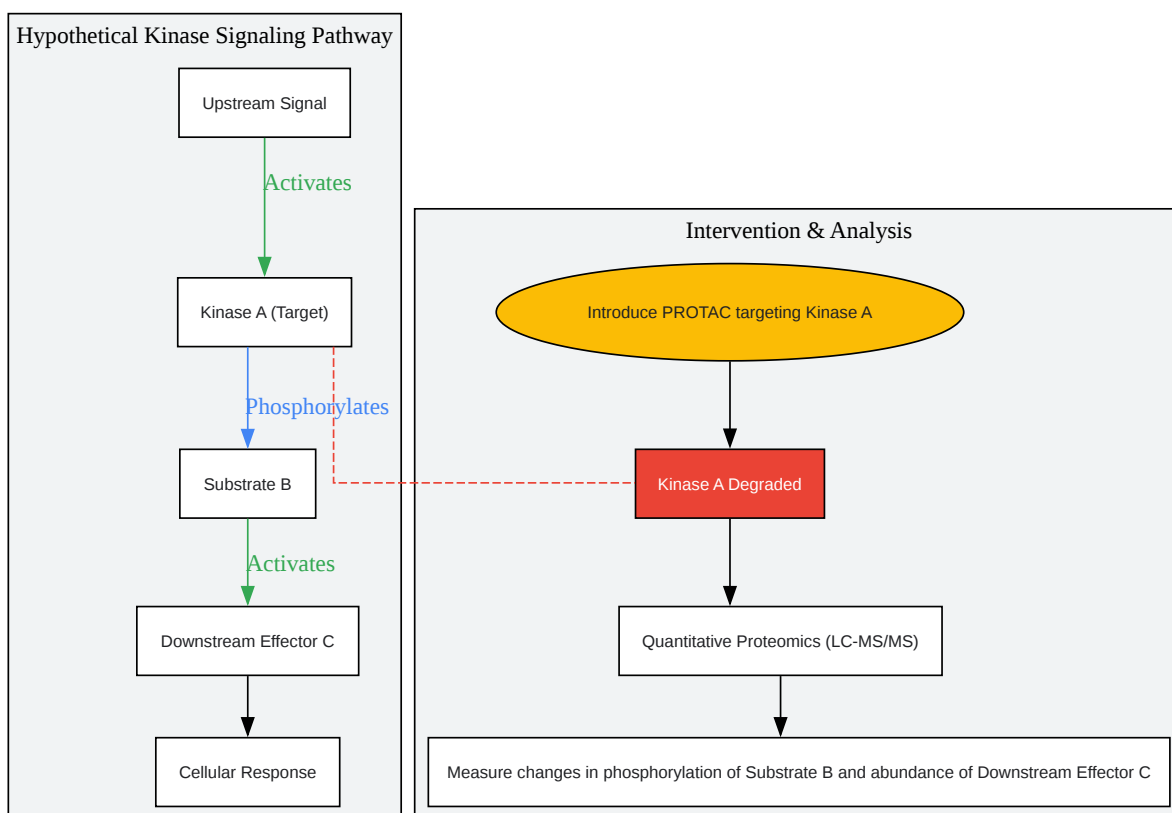 Hypothetical Kinase Signaling Pathway
Upstream Signal
Activates
Kinase A (Target)
Phosphorylates
Substrate B
Activates
Downstream Effector C
Cellular Response
Intervention & Analysis
Introduce PROTAC targeting Kinase A
Kinase A Degraded
Quantitative Proteomics (LC-MS/MS)
Measure changes in phosphorylation of Substrate B and abundance of Downstream Effector C